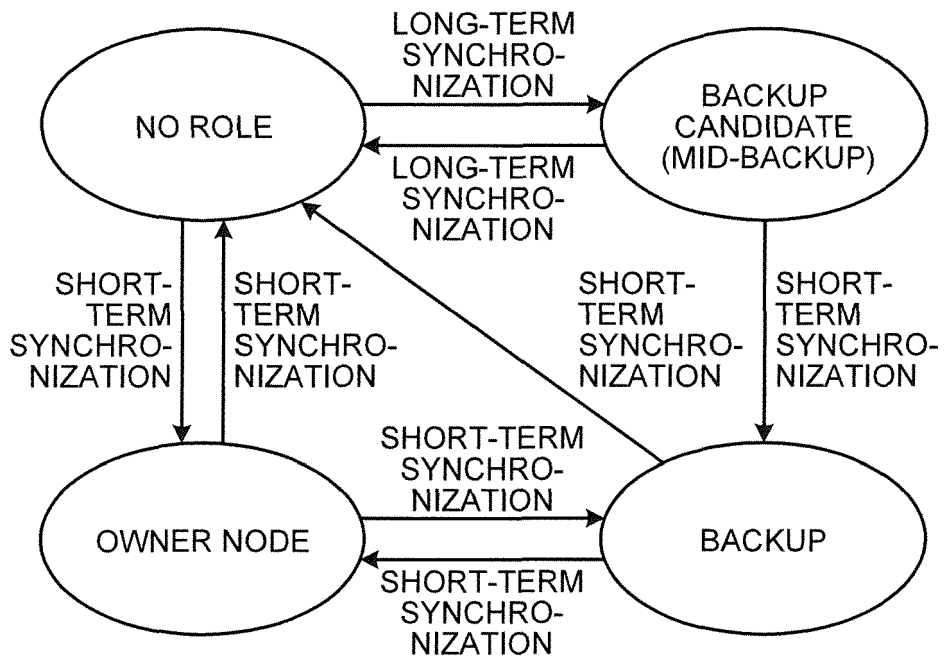 LONG-TERM
SYNCHRO-
NIZATION
NO ROLE
BACKUP
CANDIDATE
(MID-BACKUP)
LONG-TERM
SYNCHRO-
NIZATION
SHORT-
TERM
SYNCHRO-
NIZATION
SHORT-
TERM
SYNCHRO-
NIZATION
SHORT-
TERM
SYNCHRO-
NIZATION
SHORT-
TERM
SYNCHRO-
NIZATION
SHORT-TERM
SYNCHRO-
NIZATION
OWNER NODE
BACKUP
SHORT-TERM
SYNCHRO-
NIZATION